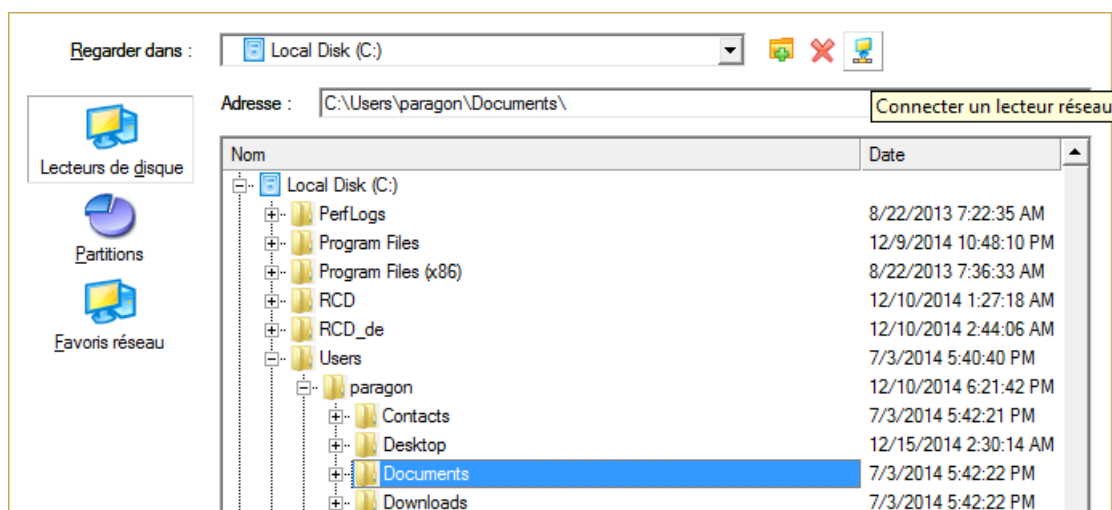 Regarder dans : Local Disk (C:)
Adresse : C:\Users\paragon\Documents\
Connecter un lecteur réseau
Lecteurs de disque
Partitions
Favoris réseau
Nom Date
Local Disk (C:)
PerfLogs 8/22/2013 7:22:35 AM
Program Files 12/9/2014 10:48:10 PM
Program Files (x86) 8/22/2013 7:36:33 AM
RCD 12/10/2014 1:27:18 AM
RCD_de 12/10/2014 2:44:06 AM
Users 7/3/2014 5:40:40 PM
paragon 12/10/2014 6:21:42 PM
Contacts 7/3/2014 5:42:21 PM
Desktop 12/15/2014 2:30:14 AM
Documents 7/3/2014 5:42:22 PM
Downloads 7/3/2014 5:42:22 PM